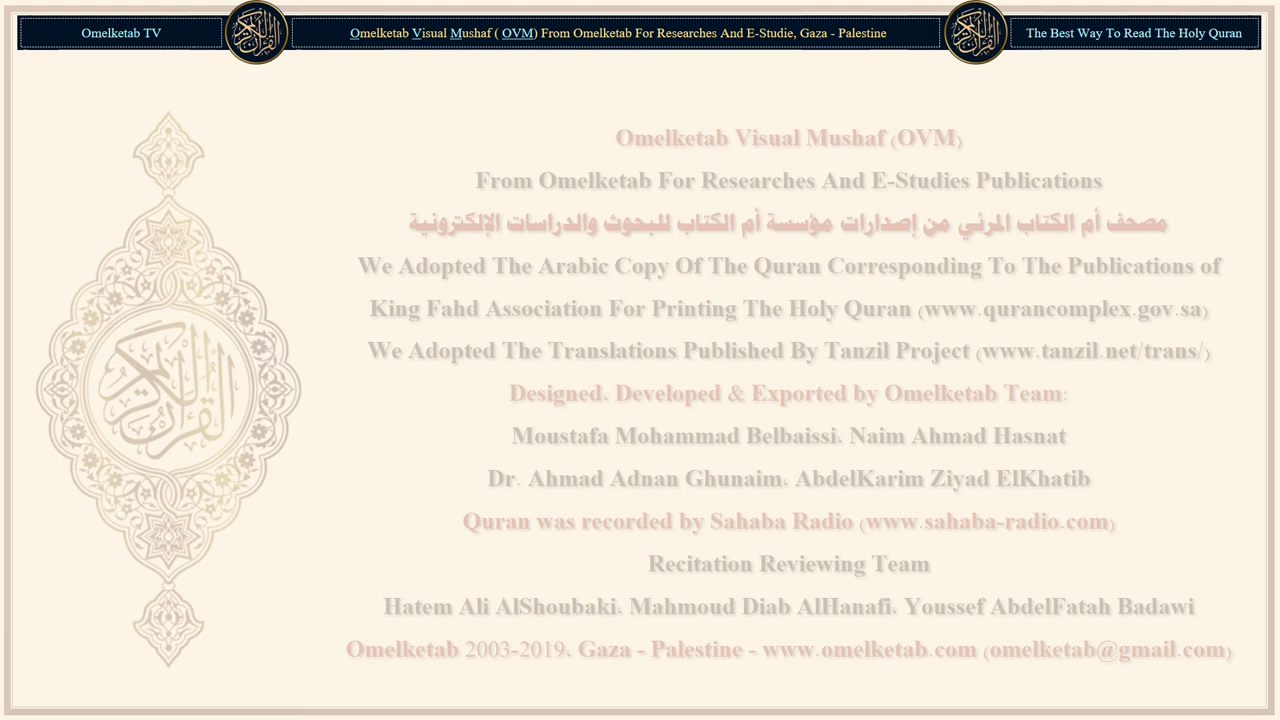 Omelketab TV
Omelketab Visual Mushaf ( OVM) From Omelketab For Researches And E-Studie, Gaza - Palestine
The Best Way To Read The Holy Quran
Omelketab Visual Mushaf (OVM)
From Omelketab For Researches And E-Studies Publications
مصحف أم الكتاب المرئي من إصدارات مؤسسة أم الكتاب للبحوث والدراسات الإلكترونية
We Adopted The Arabic Copy Of The Quran Corresponding To The Publications of
King Fahd Association For Printing The Holy Quran (www.qurancomplex.gov.sa)
We Adopted The Translations Published By Tanzil Project (www.tanzil.net/trans/)
Designed, Developed & Exported by Omelketab Team:
Moustafa Mohammad Belbaissi, Naim Ahmad Hasnat
Dr. Ahmad Adnan Ghunaim, AbdelKarim Ziyad ElKhatib
Quran was recorded by Sahaba Radio (www.sahaba-radio.com)
Recitation Reviewing Team
Hatem Ali AlShoubaki, Mahmoud Diab AlHanafi, Youssef AbdelFatah Badawi
Omelketab 2003-2019, Gaza - Palestine - www.omelketab.com (omelketab@gmail.com)
القرآن الكريم